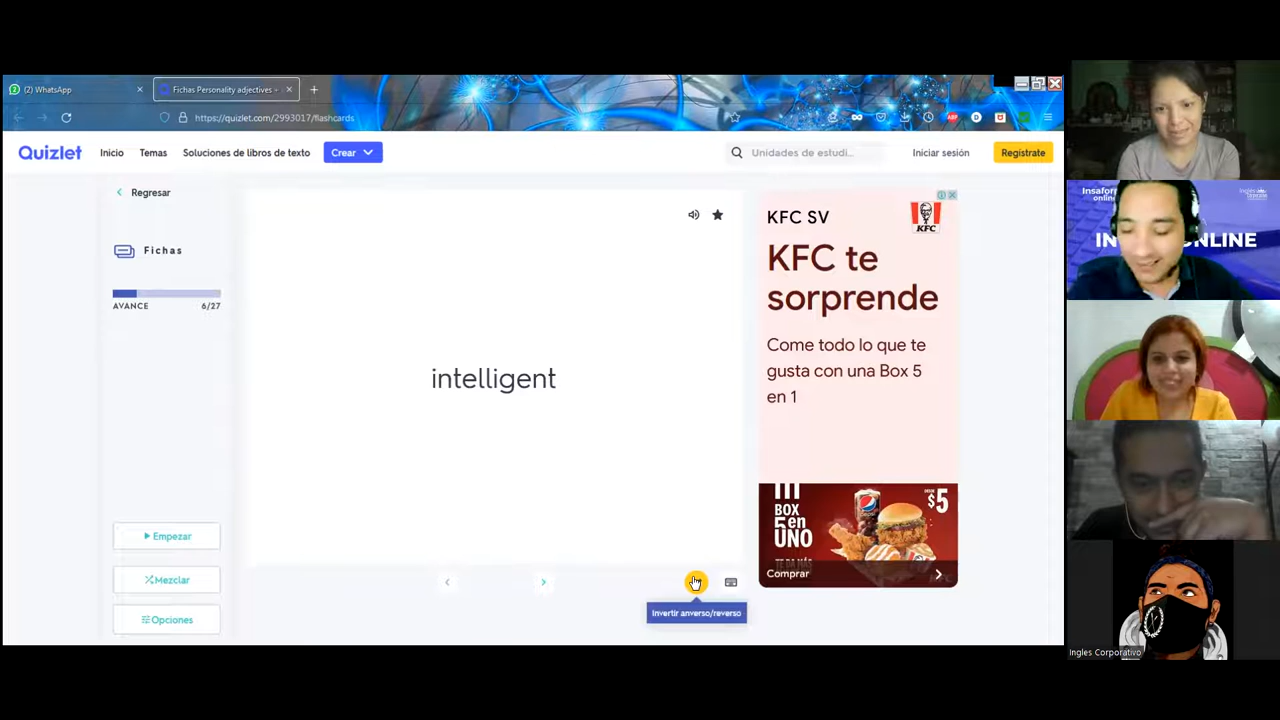 (2) WhatsApp
Fichas Personality adjectives
https://quizlet.com/2993017/flashcards
Quizlet
Inicio
Temas
Soluciones de libros de texto
Crear
Unidades de estudi...
Iniciar sesión
Regístrate
Regresar
Fichas
AVANCE 6/27
intelligent
Empezar
Mezclar
Opciones
Invertir anverso/reverso
KFC SV
KFC
KFC te
sorprende
Come todo lo que te
gusta con una Box 5
en 1
BOX
5 en
UNO
$5
Comprar
ONLINE
Ingles Corporativo